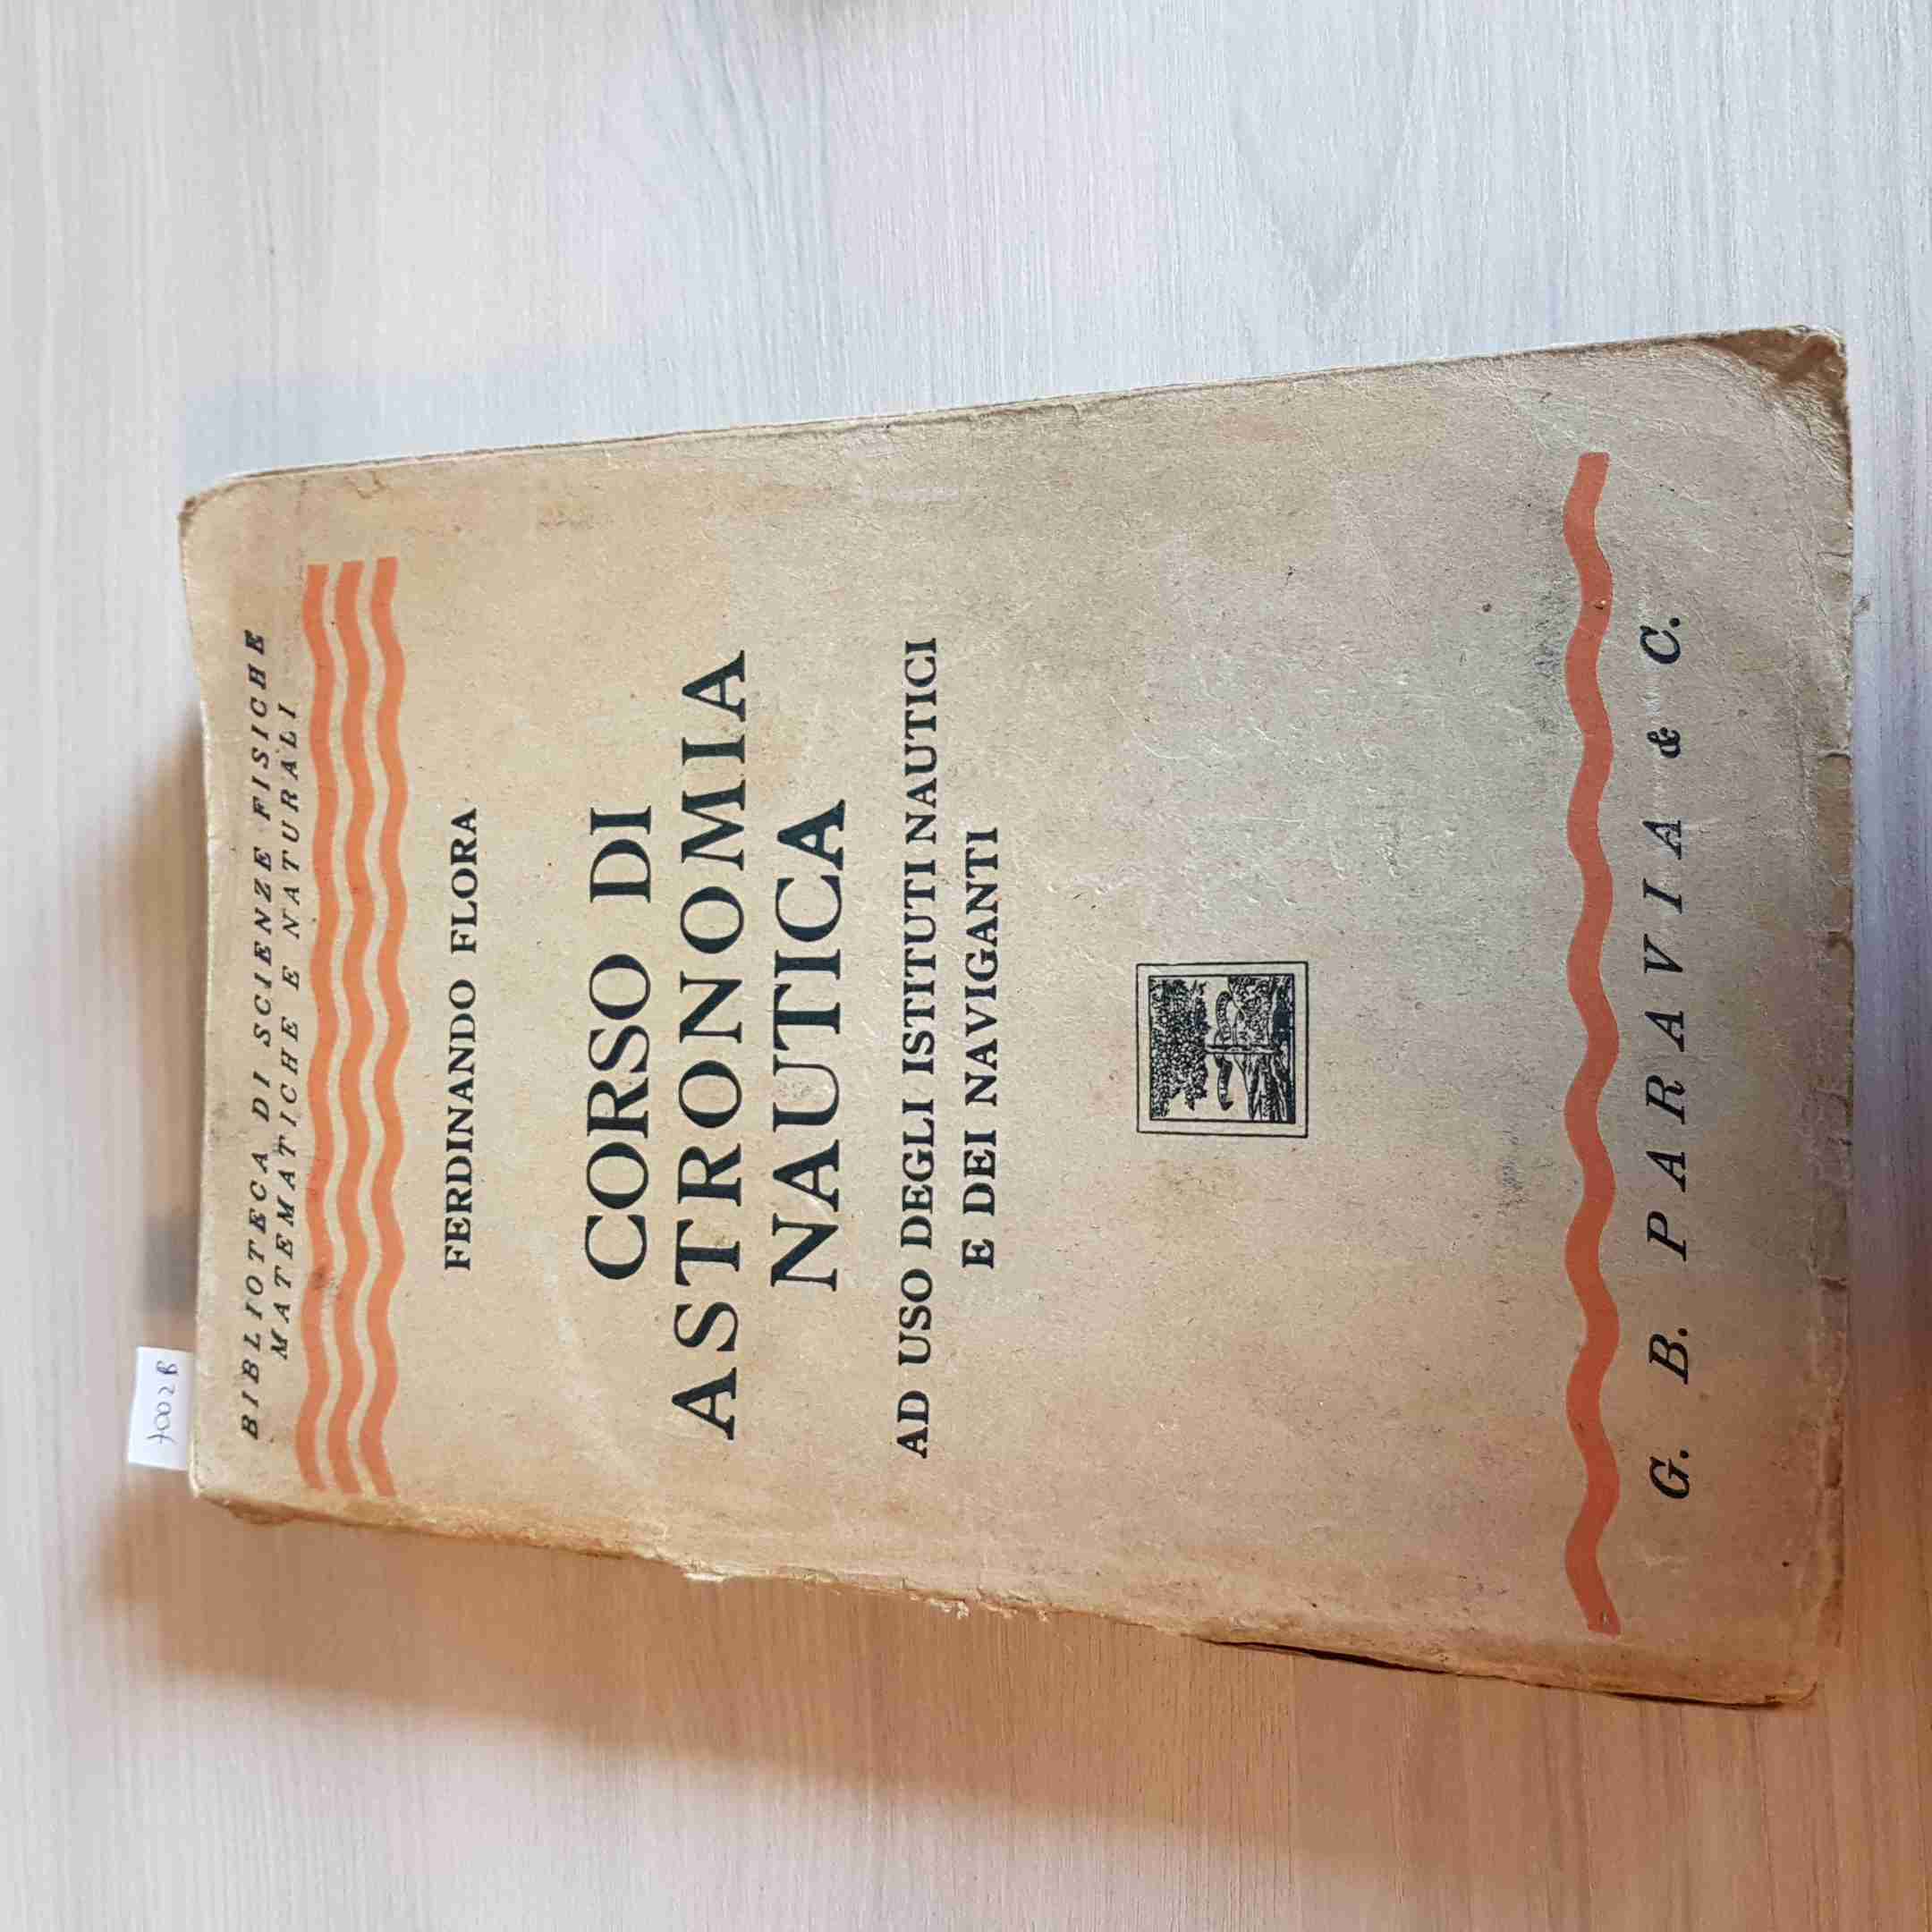 7002B
BIBLIOTECA DI SCIENZE FISICHE
MATEMATICHE E NATURALI
FERDINANDO FLORA
CORSO DI
ASTRONOMIA
NAUTICA
AD USO DEGLI ISTITUTI NAUTICI
E DEI NAVIGANTI
G. B. PARAVIA & C.